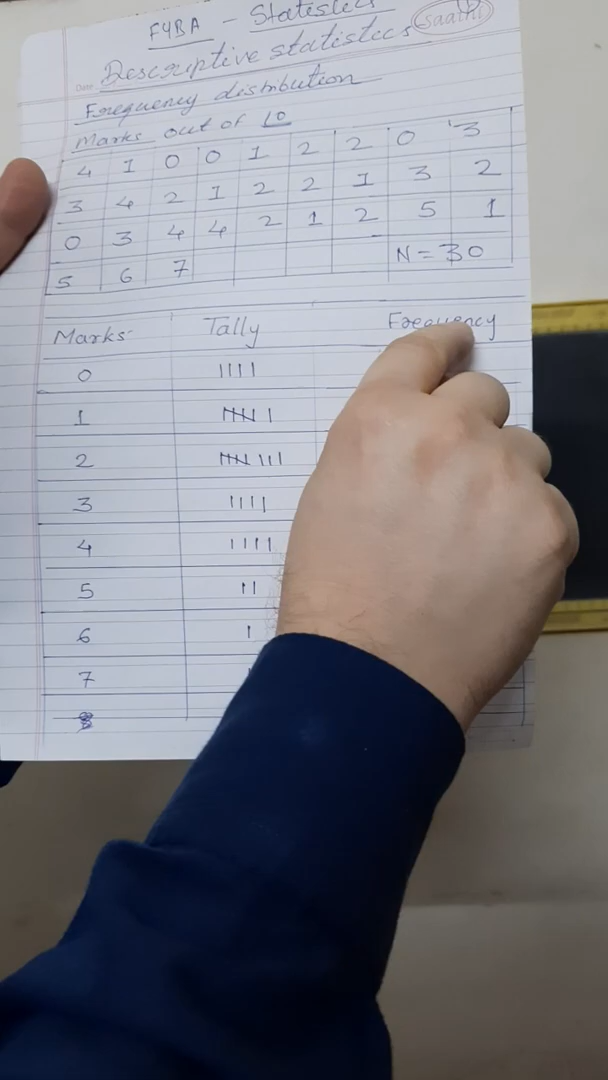 FYBA - Statistics
saathi
Date:
Descriptive statistics
Frequency distribution
Marks out of 10
4 1 0 0 1 2 2 0 3
3 4 2 1 2 2 1 3 2
0 3 4 4 2 1 2 5 1
5 6 7 N = 30
Marks Tally Frequency
0 ||||
1 |||| |
2 |||| |||
3 ||||
4 ||||
5 ||
6 |
7